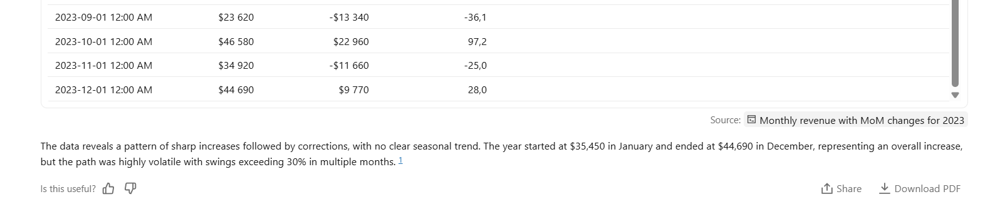 2023-09-01 12:00 AM $23 620 -$13 340 -36,1
2023-10-01 12:00 AM $46 580 $22 960 97,2
2023-11-01 12:00 AM $34 920 -$11 660 -25,0
2023-12-01 12:00 AM $44 690 $9 770 28,0
Source: Monthly revenue with MoM changes for 2023
The data reveals a pattern of sharp increases followed by corrections, with no clear seasonal trend. The year started at $35,450 in January and ended at $44,690 in December, representing an overall increase,
but the path was highly volatile with swings exceeding 30% in multiple months. 1
Is this useful? Share Download PDF